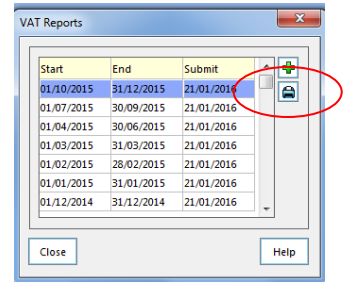 VAT Reports
Start End Submit
01/10/2015 31/12/2015 21/01/2016
01/07/2015 30/09/2015 21/01/2016
01/04/2015 30/06/2015 21/01/2016
01/03/2015 31/03/2015 21/01/2016
01/02/2015 28/02/2015 21/01/2016
01/01/2015 31/01/2015 21/01/2016
01/12/2014 31/12/2014 21/01/2016
Close Help